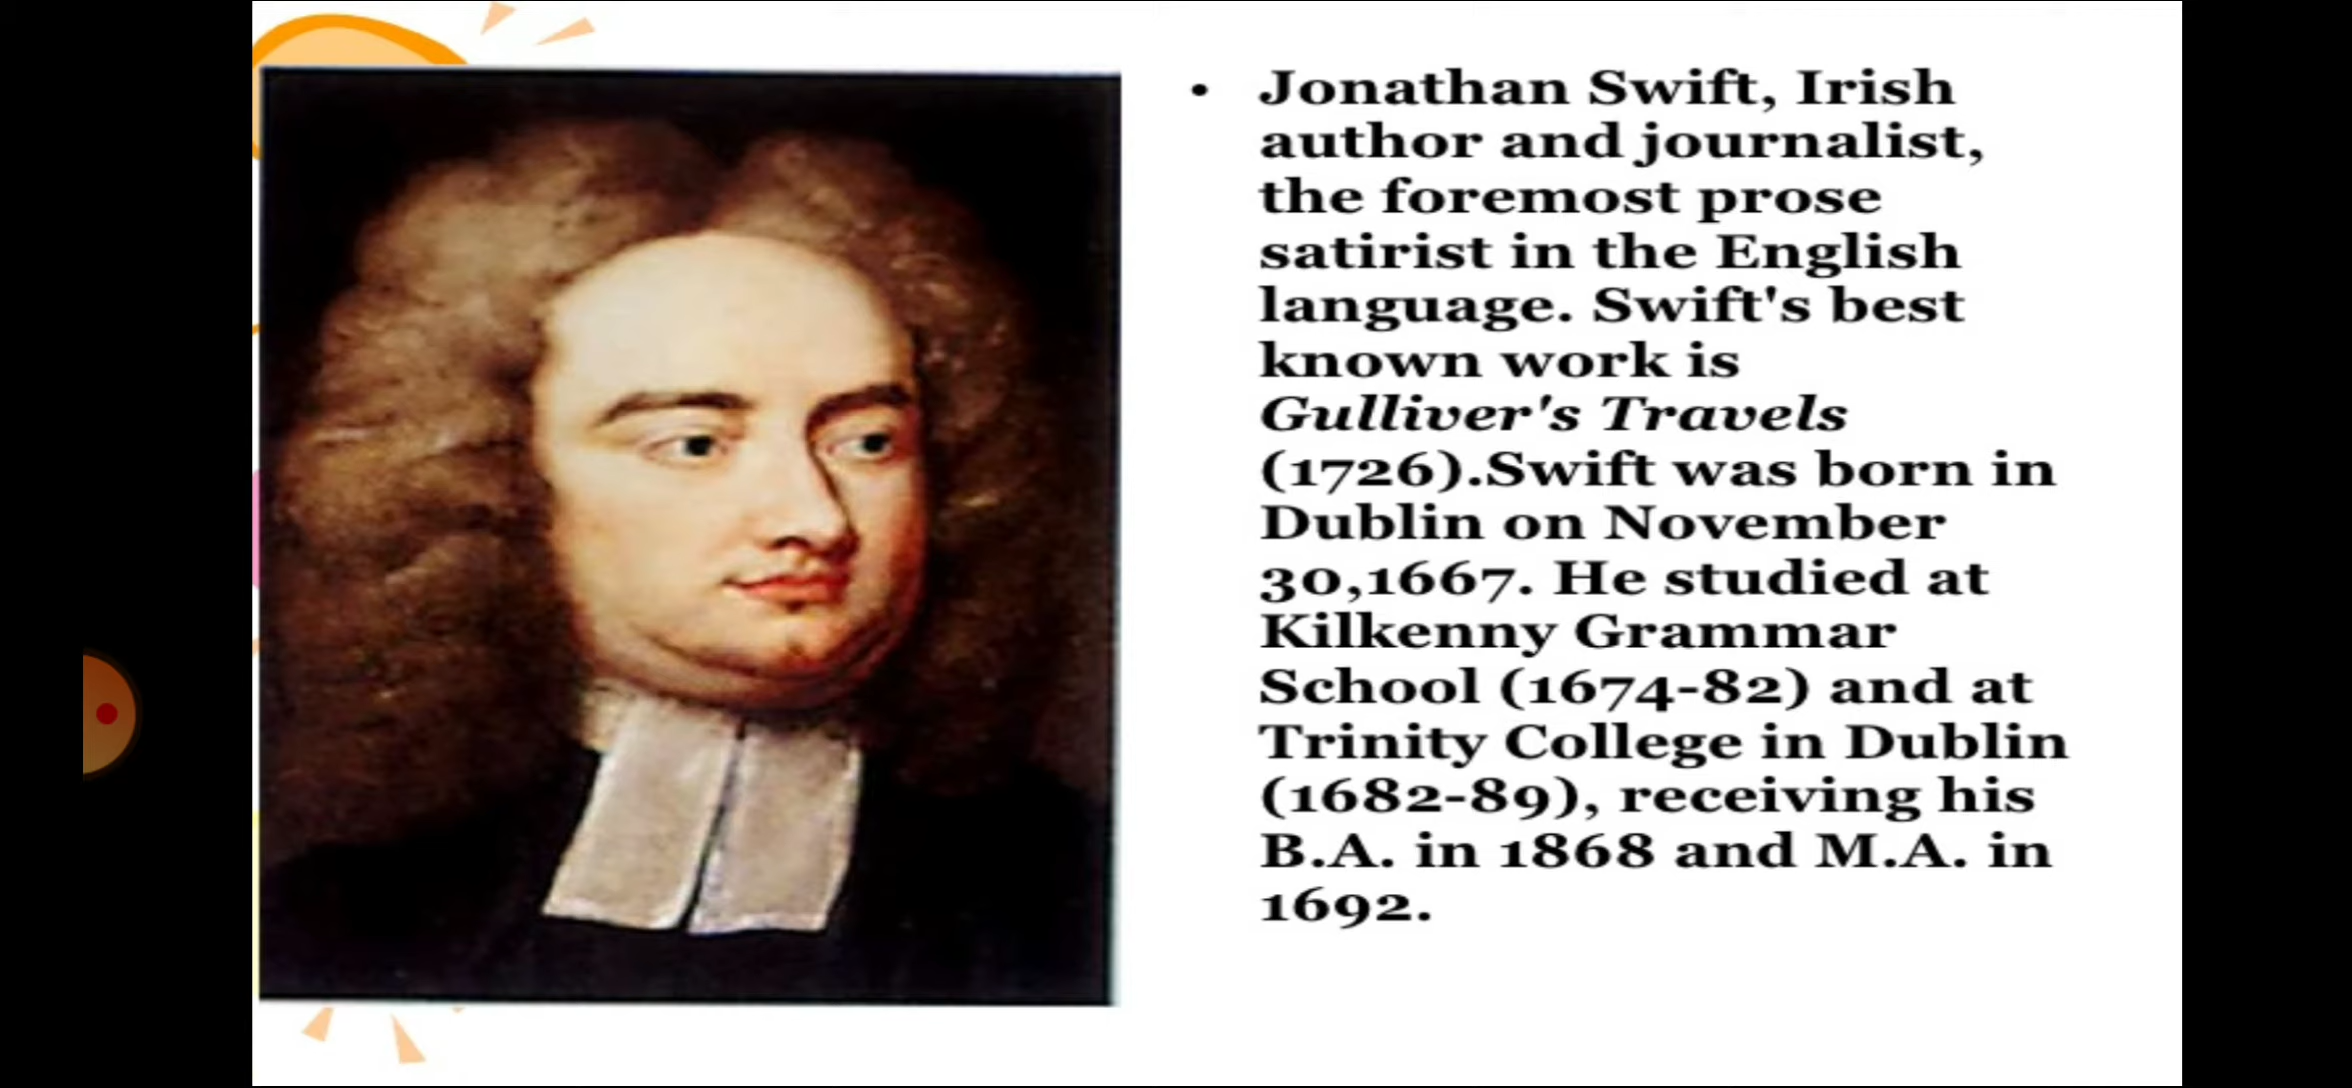 • Jonathan Swift, Irish
author and journalist,
the foremost prose
satirist in the English
language. Swift's best
known work is
Gulliver's Travels
(1726).Swift was born in
Dublin on November
30,1667. He studied at
Kilkenny Grammar
School (1674-82) and at
Trinity College in Dublin
(1682-89), receiving his
B.A. in 1868 and M.A. in
1692.